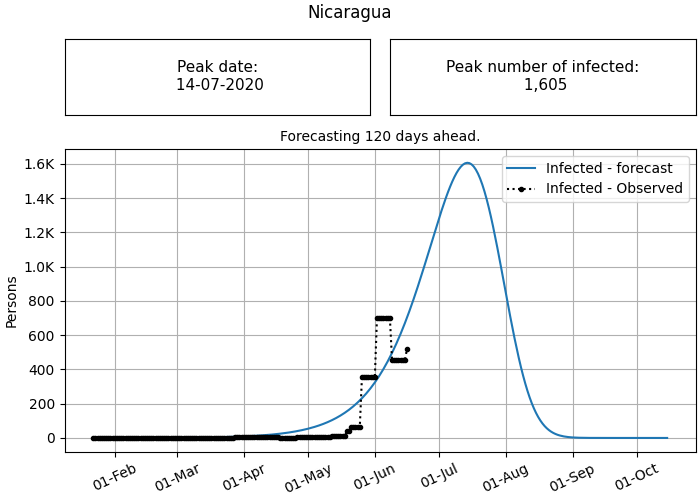 Nicaragua
Peak date:
14-07-2020
Peak number of infected:
1,605
Forecasting 120 days ahead.
Infected - forecast
Infected - Observed
Persons
1.6K
1.4K
1.2K
1.0K
800
600
400
200
0
01-Feb
01-Mar
01-Apr
01-May
01-Jun
01-Jul
01-Aug
01-Sep
01-Oct